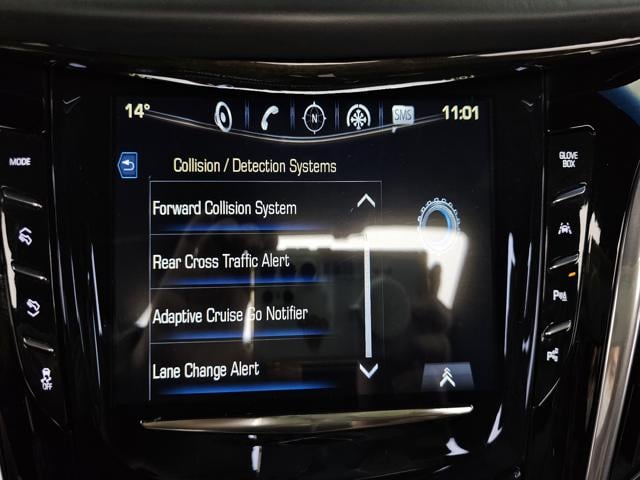 14° N SMS 11:01
Collision / Detection Systems
Forward Collision System
Rear Cross Traffic Alert
Adaptive Cruise Go Notifier
Lane Change Alert
MODE
OFF
GLOVE
BOX